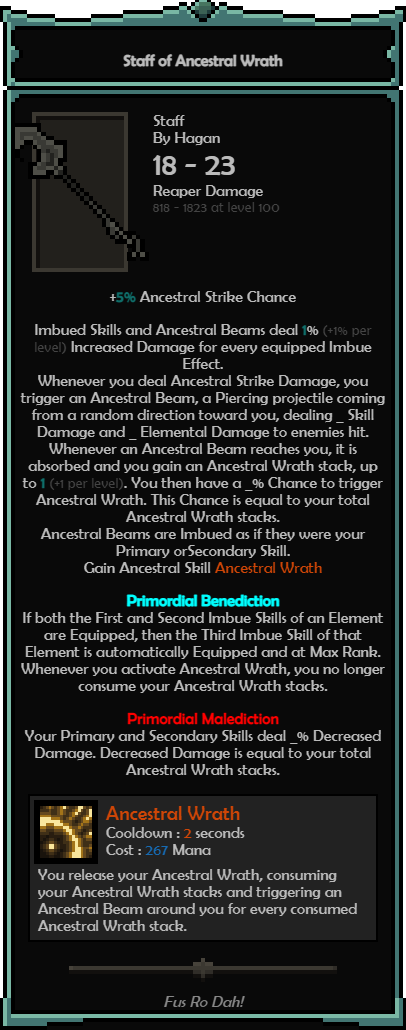 Staff of Ancestral Wrath
Staff
By Hagan
18 - 23
Reaper Damage
818 - 1823 at level 100
+5% Ancestral Strike Chance
Imbued Skills and Ancestral Beams deal 1% (+1% per
level) Increased Damage for every equipped Imbue
Effect.
Whenever you deal Ancestral Strike Damage, you
trigger an Ancestral Beam, a Piercing projectile coming
from a random direction toward you, dealing _ Skill
Damage and _ Elemental Damage to enemies hit.
Whenever an Ancestral Beam reaches you, it is
absorbed and you gain an Ancestral Wrath stack, up
to 1 (+1 per level). You then have a _% Chance to trigger
Ancestral Wrath. This Chance is equal to your total
Ancestral Wrath stacks.
Ancestral Beams are Imbued as if they were your
Primary orSecondary Skill.
Gain Ancestral Skill Ancestral Wrath
Primordial Benediction
If both the First and Second Imbue Skills of an Element
are Equipped, then the Third Imbue Skill of that
Element is automatically Equipped and at Max Rank.
Whenever you activate Ancestral Wrath, you no longer
consume your Ancestral Wrath stacks.
Primordial Malediction
Your Primary and Secondary Skills deal _% Decreased
Damage. Decreased Damage is equal to your total
Ancestral Wrath stacks.
Ancestral Wrath
Cooldown : 2 seconds
Cost : 267 Mana
You release your Ancestral Wrath, consuming
your Ancestral Wrath stacks and triggering an
Ancestral Beam around you for every consumed
Ancestral Wrath stack.
Fus Ro Dah!